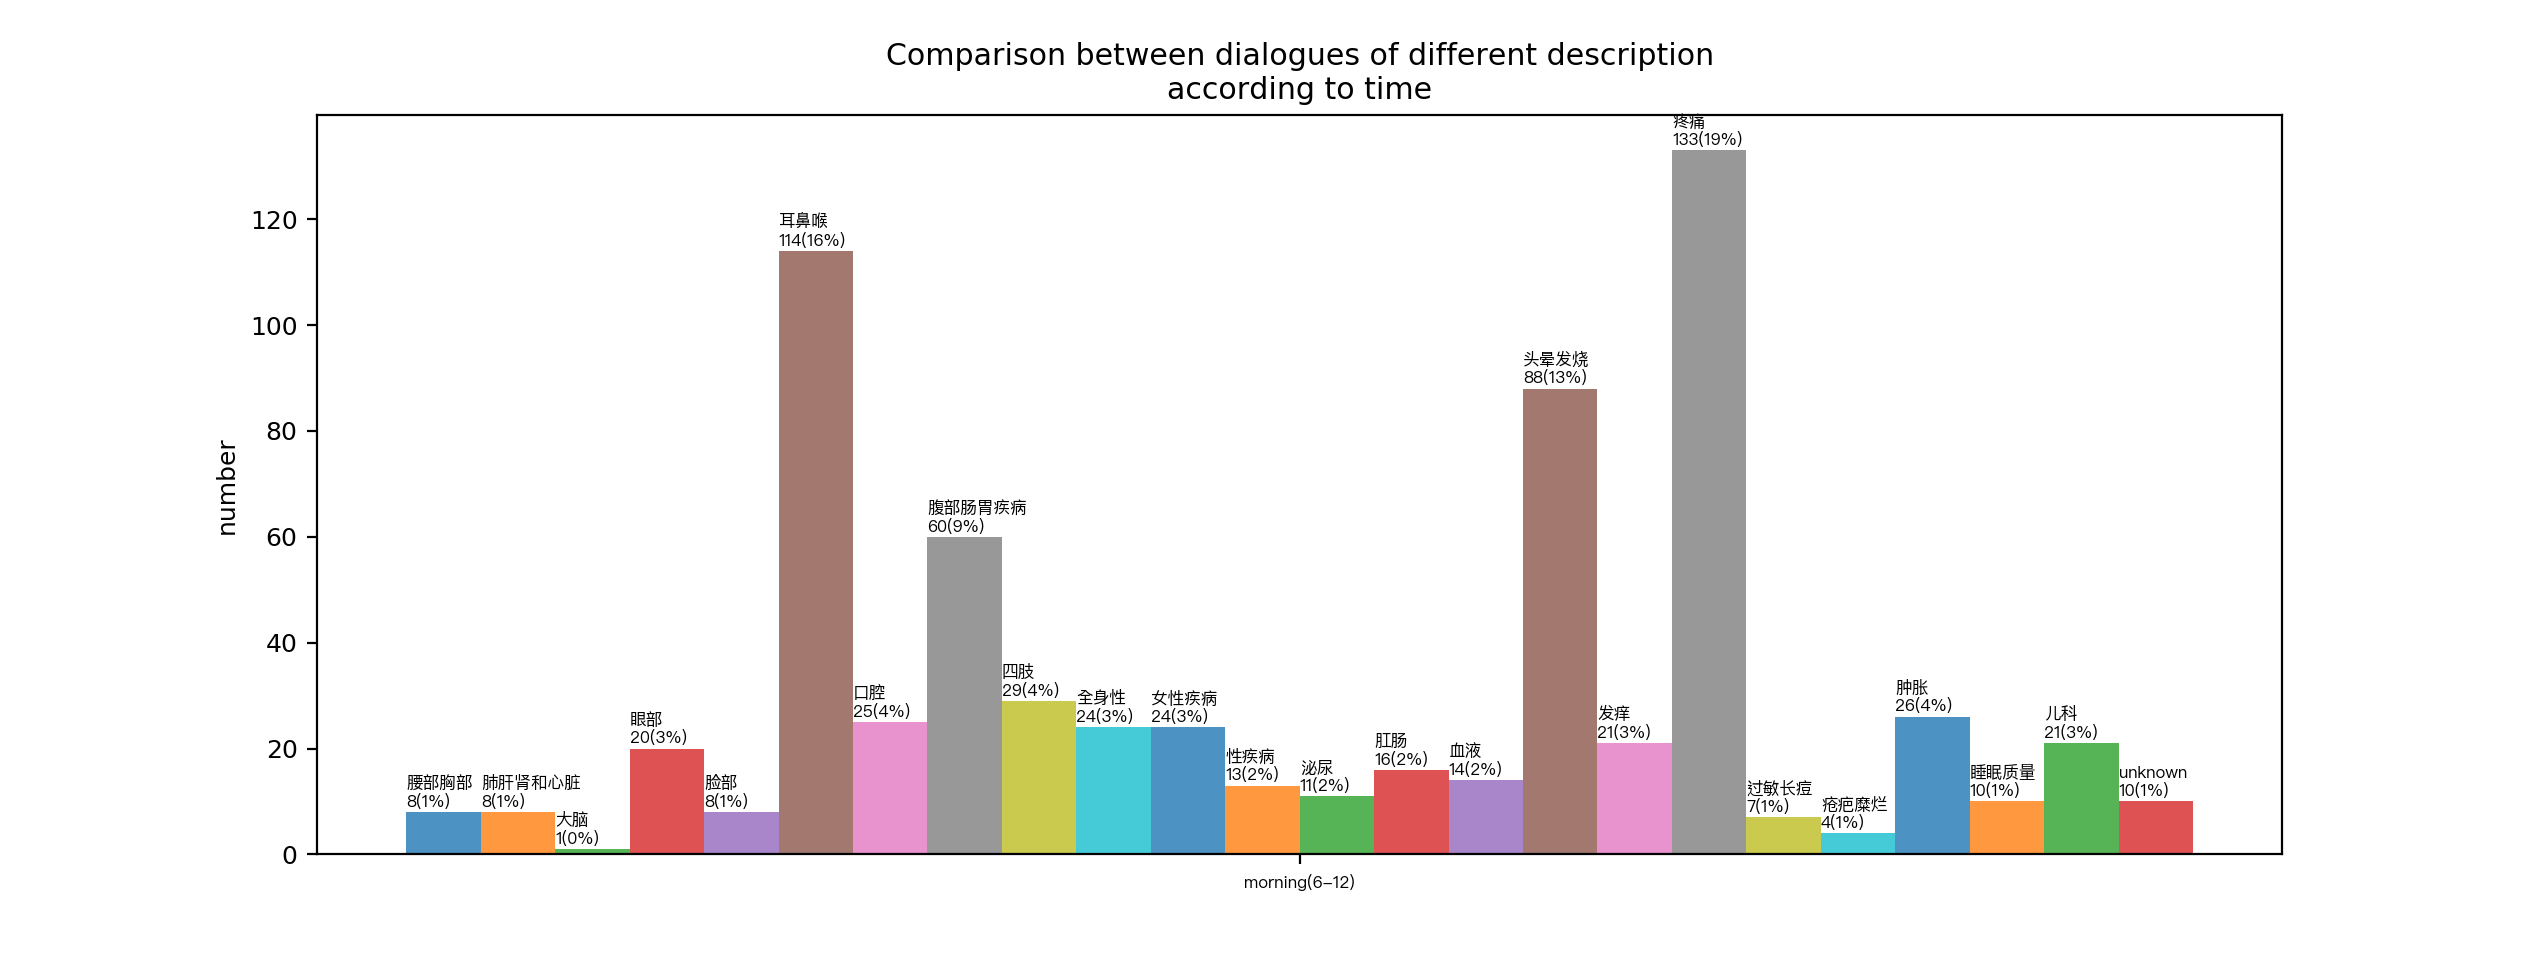 Comparison between dialogues of different description
according to time
number
120
100
80
60
40
20
0
腰部胸部
8(1%)
肺肝肾和心脏
8(1%)
大脑
1(0%)
眼部
20(3%)
脸部
8(1%)
耳鼻喉
114(16%)
口腔
25(4%)
腹部肠胃疾病
60(9%)
四肢
29(4%)
全身性
24(3%)
女性疾病
24(3%)
性疾病
13(2%)
泌尿
11(2%)
肛肠
16(2%)
血液
14(2%)
头晕发烧
88(13%)
发痒
21(3%)
疼痛
133(19%)
过敏长痘
7(1%)
疮疤糜烂
4(1%)
肿胀
26(4%)
睡眠质量
10(1%)
儿科
21(3%)
unknown
10(1%)
morning(6–12)